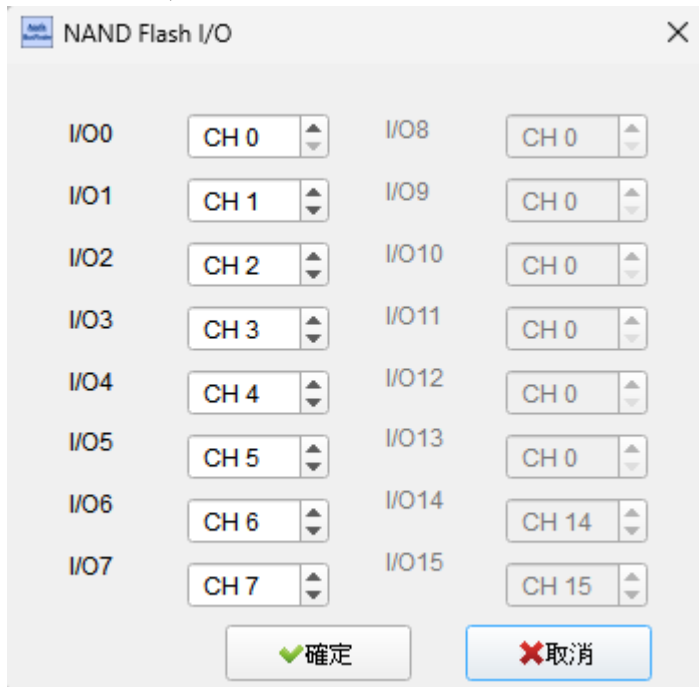 NAND Flash I/O
I/O0 CH 0 I/O8 CH 0
I/O1 CH 1 I/O9 CH 0
I/O2 CH 2 I/O10 CH 0
I/O3 CH 3 I/O11 CH 0
I/O4 CH 4 I/O12 CH 0
I/O5 CH 5 I/O13 CH 0
I/O6 CH 6 I/O14 CH 14
I/O7 CH 7 I/O15 CH 15
確定 取消